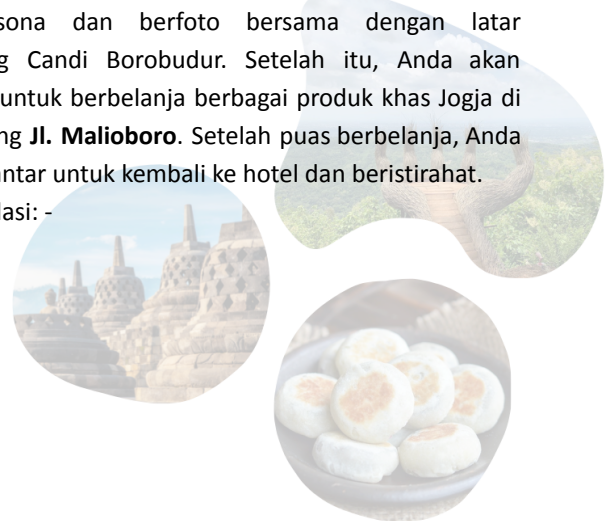 sona dan berfoto bersama dengan latar
g Candi Borobudur. Setelah itu, Anda akan
untuk berbelanja berbagai produk khas Jogja di
ng Jl. Malioboro. Setelah puas berbelanja, Anda
antar untuk kembali ke hotel dan beristirahat.
lasi: -